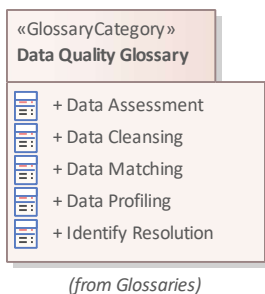 «GlossaryCategory»
Data Quality Glossary
+ Data Assessment
+ Data Cleansing
+ Data Matching
+ Data Profiling
+ Identify Resolution
(from Glossaries)